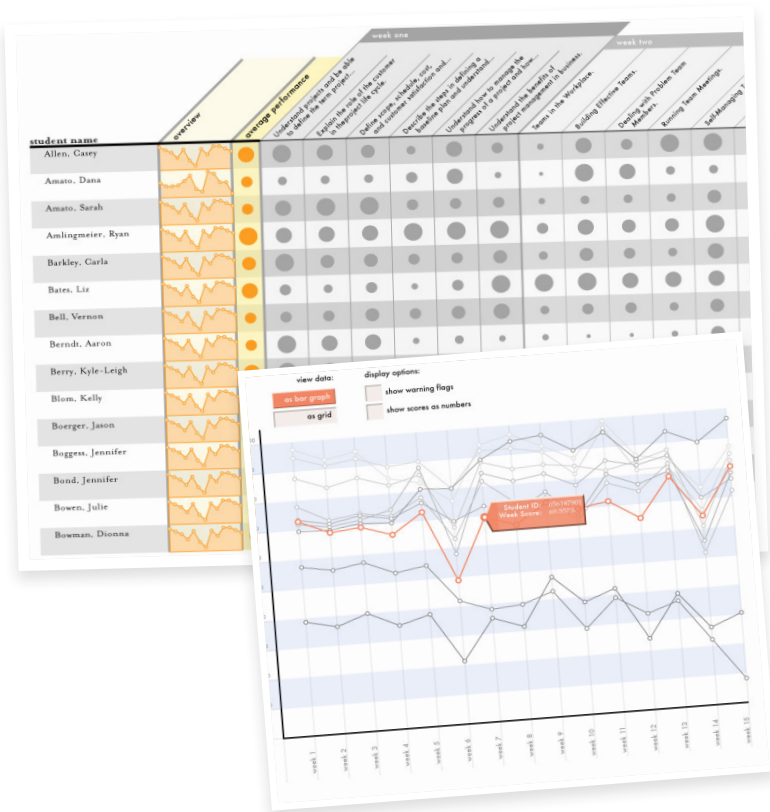 week one
week two
student name
overview
average performance
Understand projects and be able
to define the term project...
Explain the role of the customer
in theproject life cycle.
Define scope, schedule, cost,
and customer satisfaction and...
Describe the steps in defining a
baseline plan and understand...
Understand how to manage the
progress of a project and how...
Understand the benefits of
project management in business.
Teams in the Workplace.
Building Effective Teams.
Dealing with Problem Team
Members.
Running Team Meetings.
Self-Managing
Allen, Casey
Amato, Dana
Amato, Sarah
Amlingmeier, Ryan
Barkley, Carla
Bates, Liz
Bell, Vernon
Berndt, Aaron
Berry, Kyle-Leigh
Blom, Kelly
Boerger, Jason
Boggess, Jennifer
Bond, Jennifer
Bowen, Julie
Bowman, Dionna
view data:
display options:
as bar graph
show warning flags
as grid
show scores as numbers
Student ID:
Week Score:
week 1
week 2
week 3
week 4
week 5
week 6
week 7
week 8
week 9
week 10
week 11
week 12
week 13
week 14
week 15